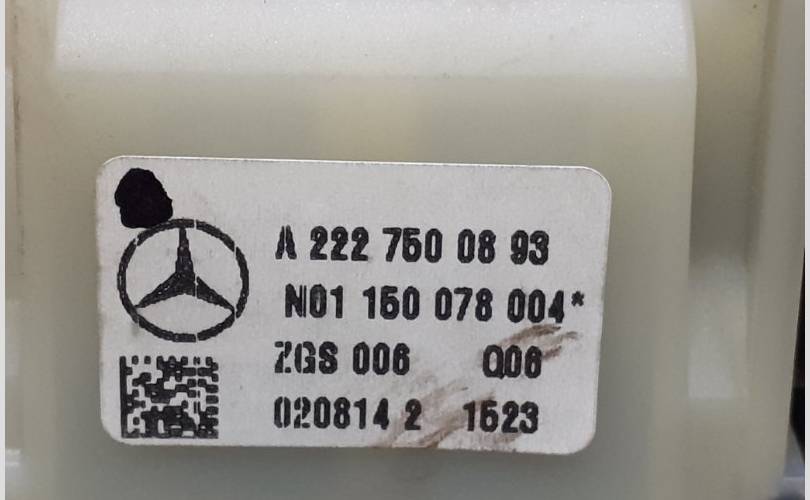 A 222 750 08 93
N01 150 078 004*
ZGS 006 Q06
020814 2 1523